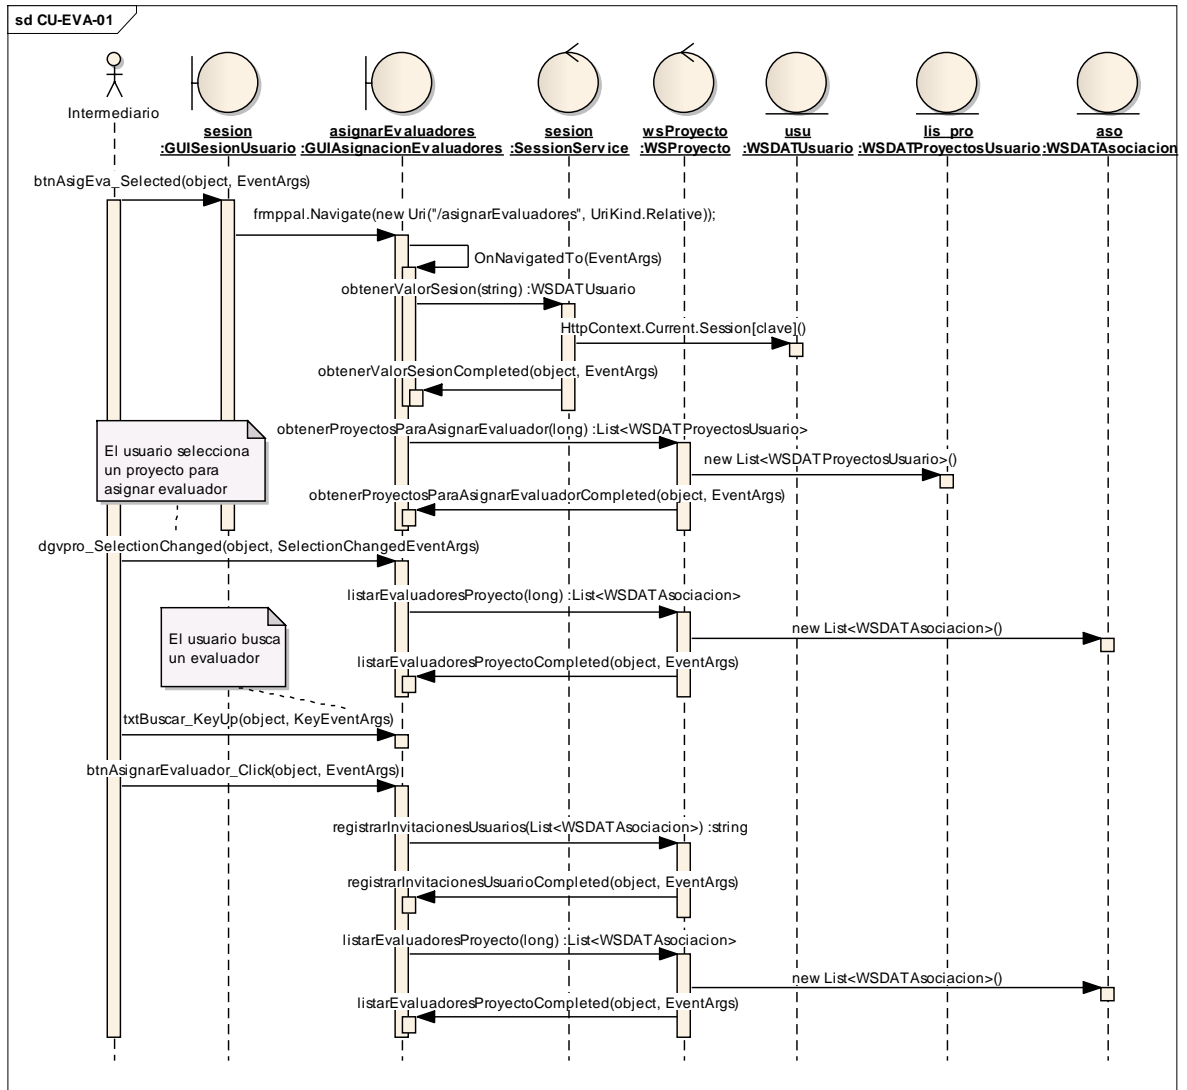 sd CU-EVA-01
Intermediario
sesion
:GUISesionUsuario
asignarEvaluadores
:GUIAsignacionEvaluadores
sesion
:SessionService
wsProyecto
:WSProyecto
usu
:WSDATUsuario
lis_pro
:WSDATProyectosUsuario
aso
:WSDATAsociacion
btnAsigEva_Selected(object, EventArgs)
frmppal.Navigate(new Uri("/asignarEvaluadores", UriKind.Relative));
OnNavigatedTo(EventArgs)
obtenerValorSesion(string) :WSDATUsuario
HttpContext.Current.Session[clave]()
obtenerValorSesionCompleted(object, EventArgs)
obtenerProyectosParaAsignarEvaluador(long) :List<WSDATProyectosUsuario>
El usuario selecciona
un proyecto para
asignar evaluador
new List<WSDATProyectosUsuario>()
obtenerProyectosParaAsignarEvaluadorCompleted(object, EventArgs)
dgvpro_SelectionChanged(object, SelectionChangedEventArgs)
listarEvaluadoresProyecto(long) :List<WSDATAsociacion>
new List<WSDATAsociacion>()
El usuario busca
un evaluador
listarEvaluadoresProyectoCompleted(object, EventArgs)
txtBuscar_KeyUp(object, KeyEventArgs)
btnAsignarEvaluador_Click(object, EventArgs)
registrarInvitacionesUsuarios(List<WSDATAsociacion>) :string
registrarInvitacionesUsuarioCompleted(object, EventArgs)
listarEvaluadoresProyecto(long) :List<WSDATAsociacion>
new List<WSDATAsociacion>()
listarEvaluadoresProyectoCompleted(object, EventArgs)